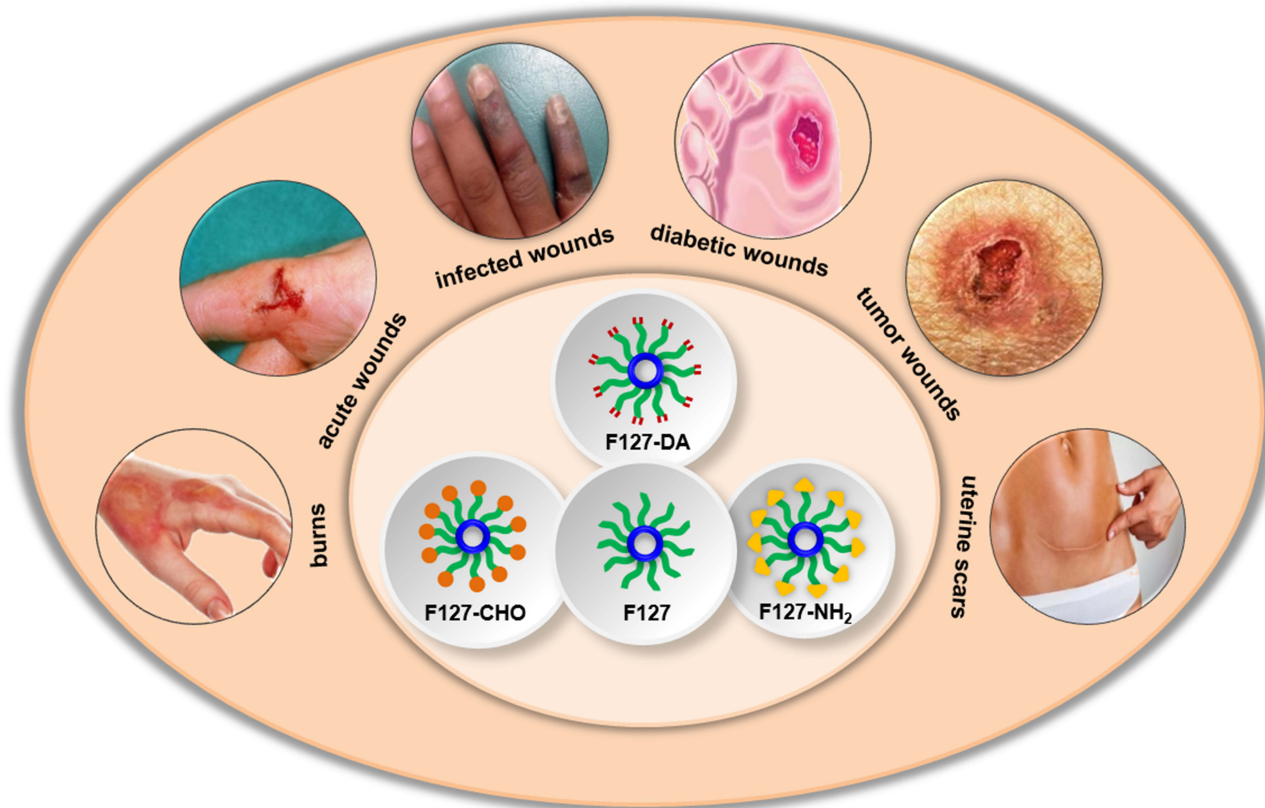 infected wounds
diabetic wounds
acute wounds
tumor wounds
burns
uterine scars
F127-DA
F127-CHO
F127
F127-NH₂